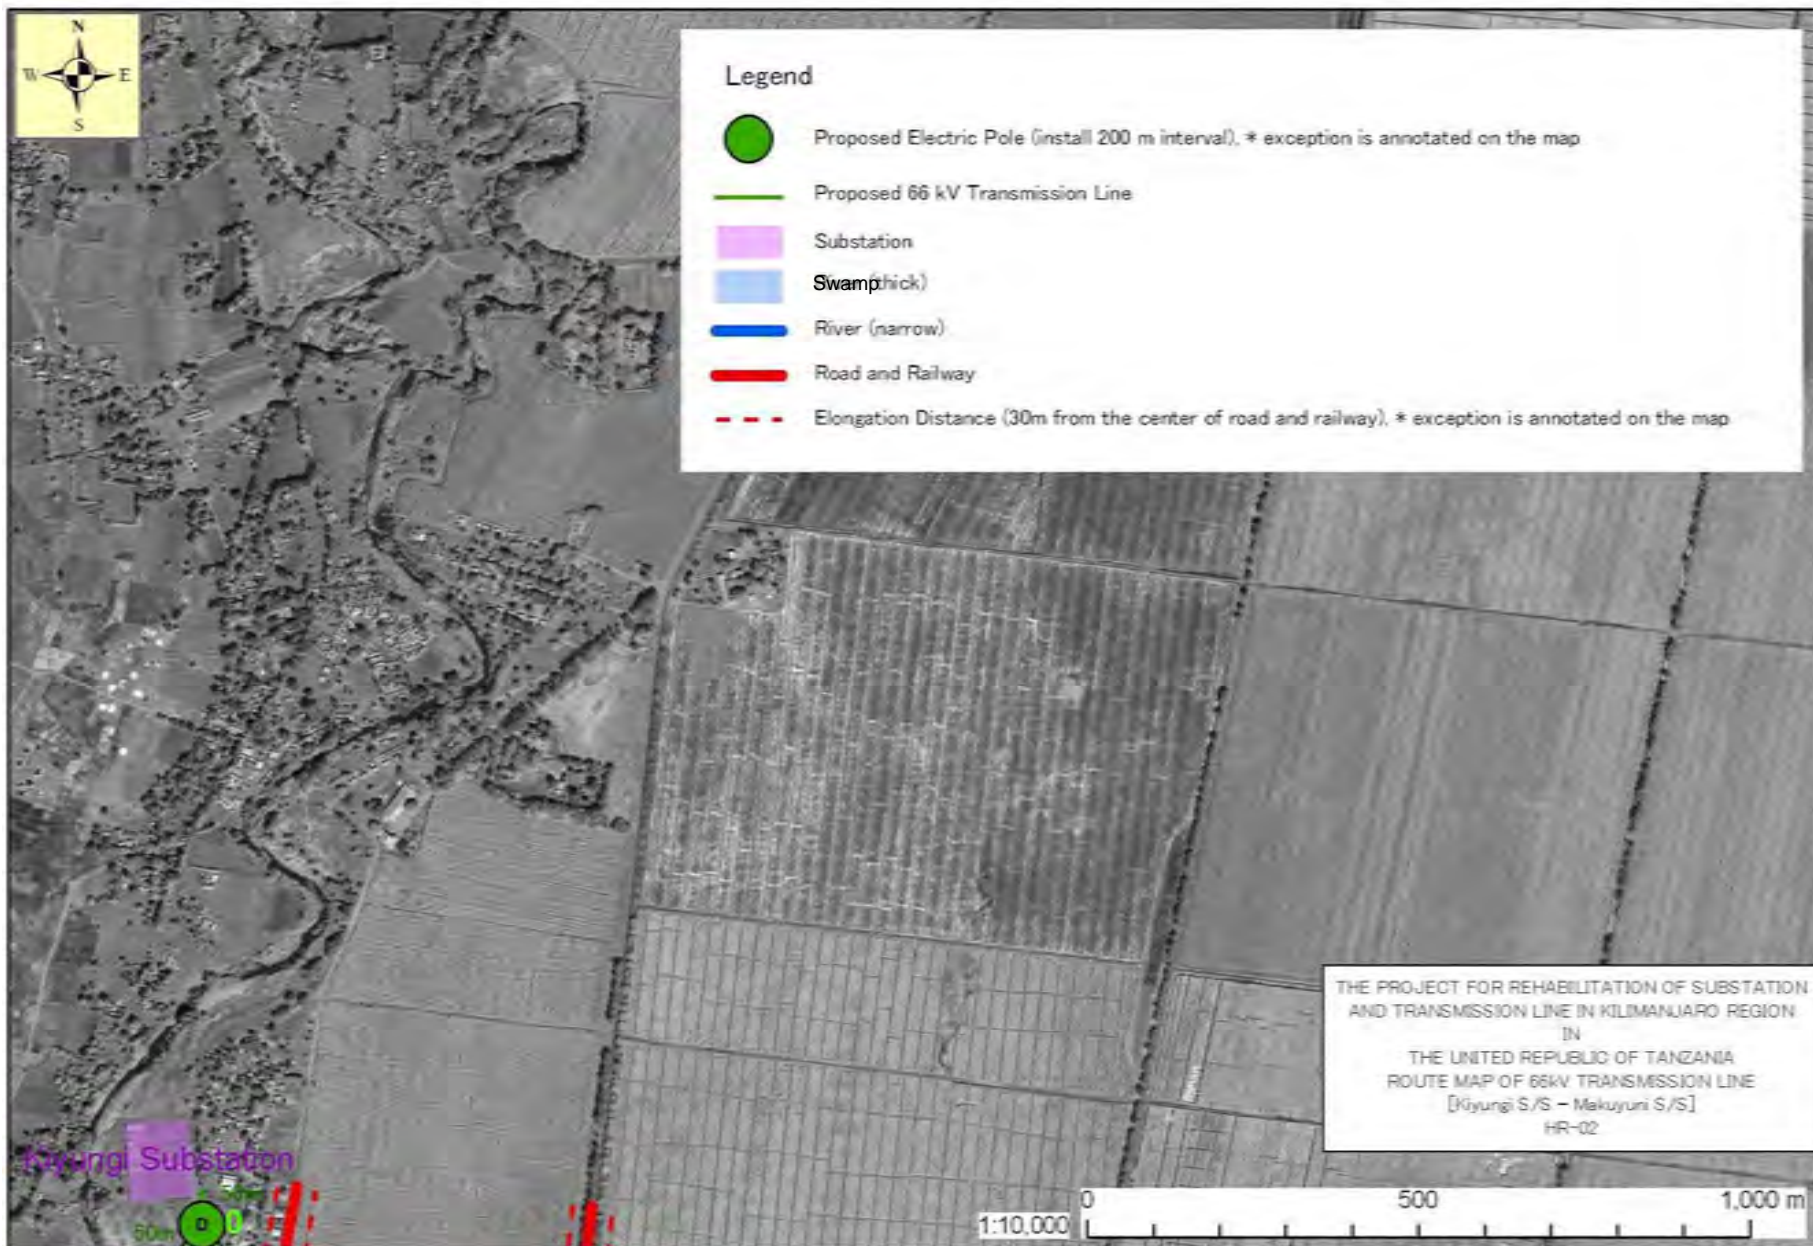 N
W E
S
Legend
Proposed Electric Pole (install 200 m interval), * exception is annotated on the map
Proposed 66 kV Transmission Line
Substation
Swamp thick)
River (narrow)
Road and Railway
Elongation Distance (30m from the center of road and railway), * exception is annotated on the map
THE PROJECT FOR REHABILITATION OF SUBSTATION
AND TRANSMISSION LINE IN KILIMANJARO REGION
IN
THE UNITED REPUBLIC OF TANZANIA
ROUTE MAP OF 66kV TRANSMISSION LINE
[Kiyungi S/S - Makuyuni S/S]
HR-02
Kiyungi Substation
50m
0
1:10,000
0 500 1,000 m